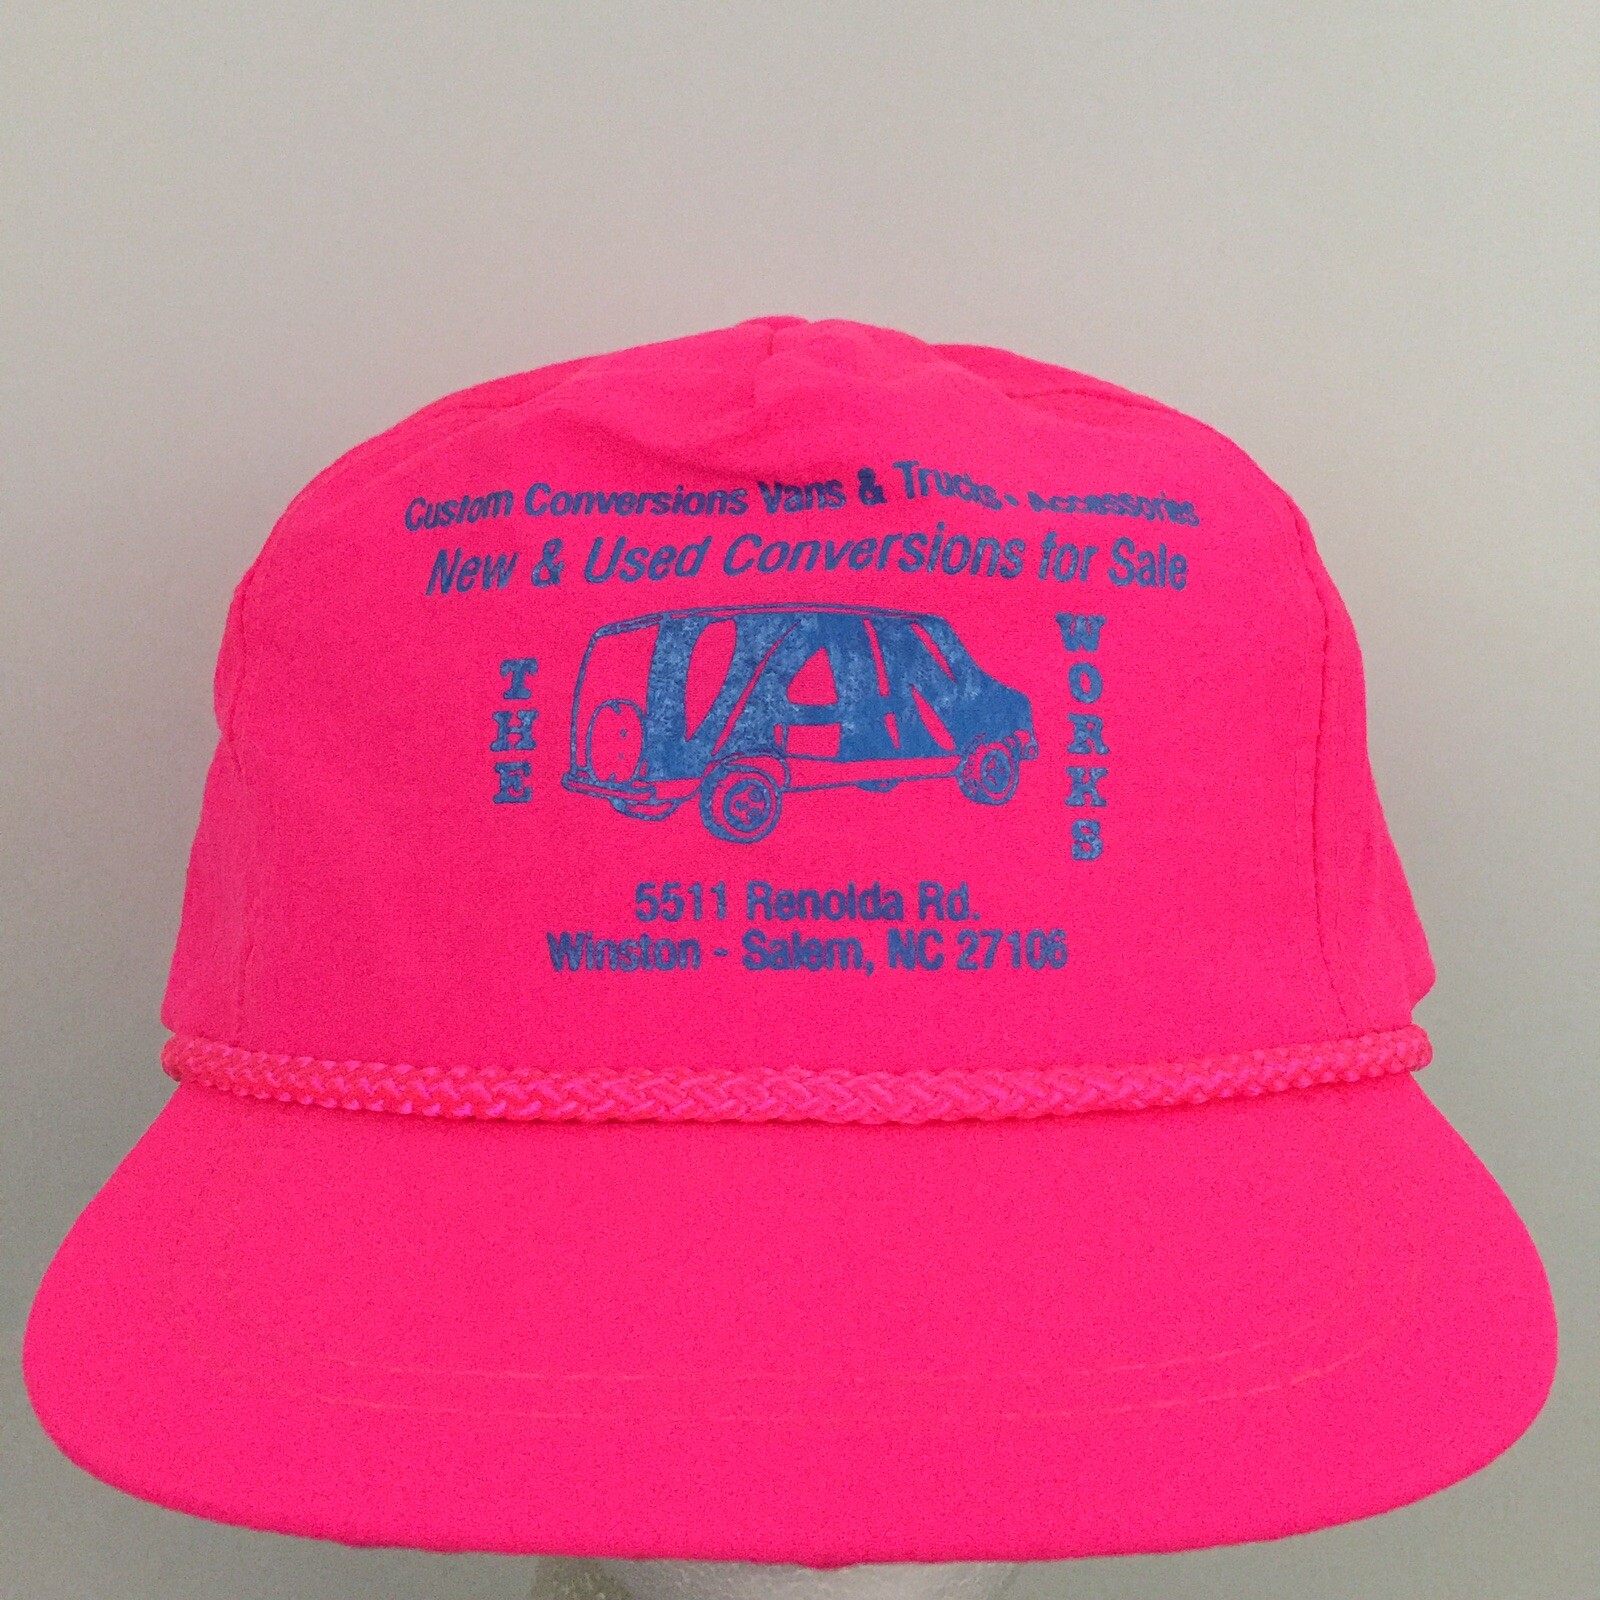 Custom Conversions Vans & Trucks - Accessories
New & Used Conversions for Sale
THE
VAN
WORKS
5511 Renolda Rd.
Winston - Salem, NC 27106